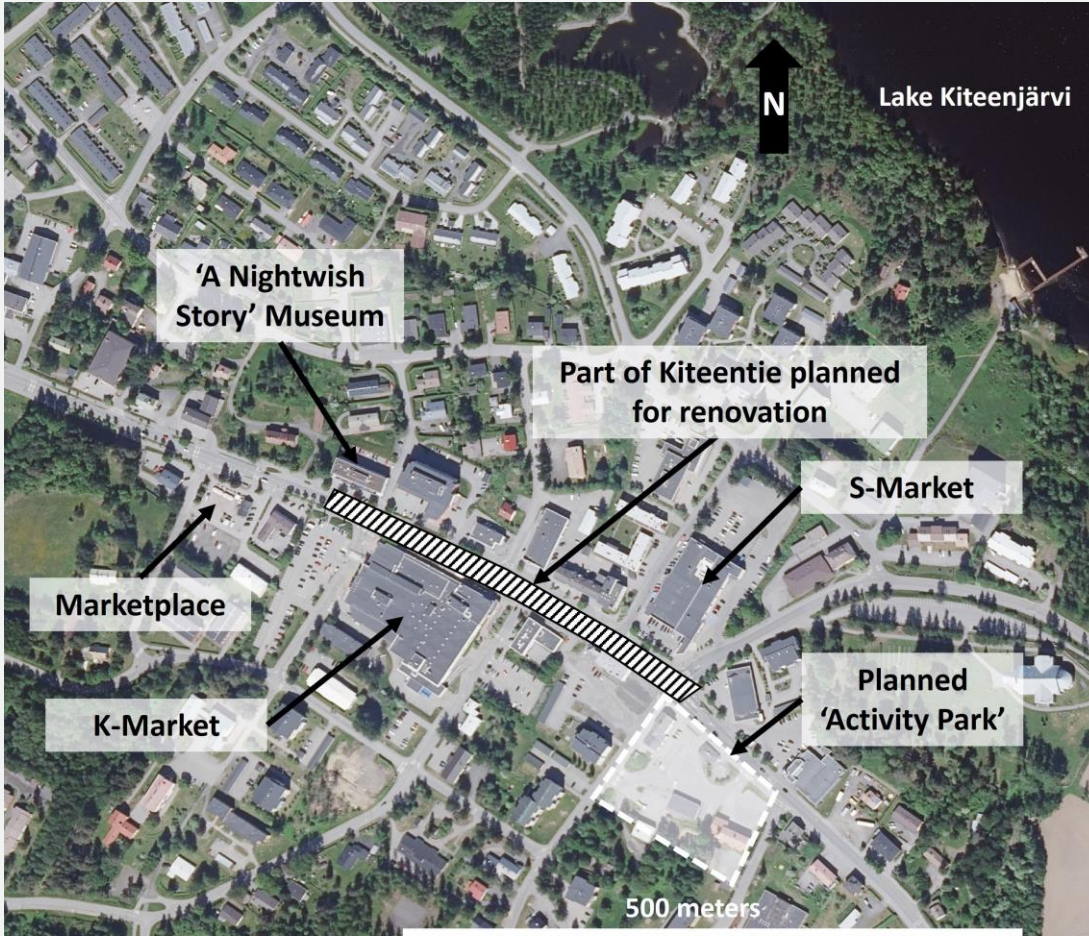 N
Lake Kiteenjärvi
'A Nightwish
Story' Museum
Part of Kiteentie planned
for renovation
S-Market
Marketplace
Planned
'Activity Park'
K-Market
500 meters